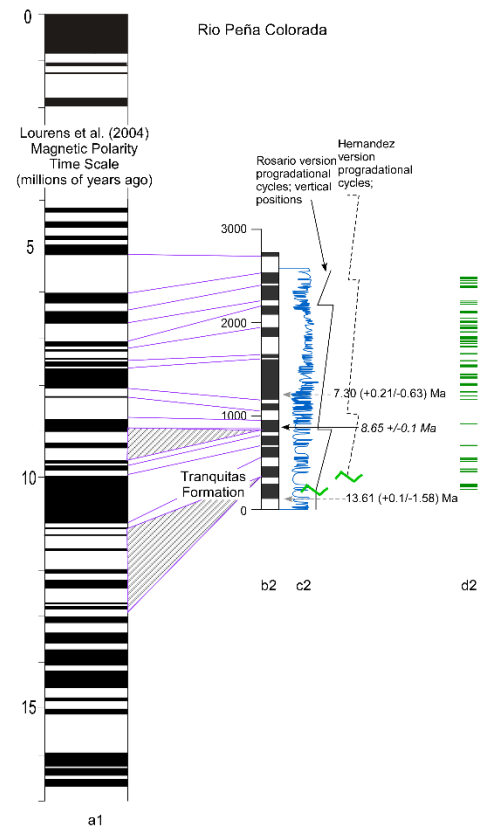 0
Rio Peña Colorada
Lourens et al. (2004)
Magnetic Polarity
Time Scale
(millions of years ago)
Hernandez
version
progradational
cycles;
Rosario version
progradational
cycles; vertical
positions
5
3000
2000
7.30 (+0.21/-0.63) Ma
1000
8.65 +/-0.1 Ma
10
Tranquitas
Formation
13.61 (+0.1/-1.58) Ma
0
b2
c2
d2
15
a1